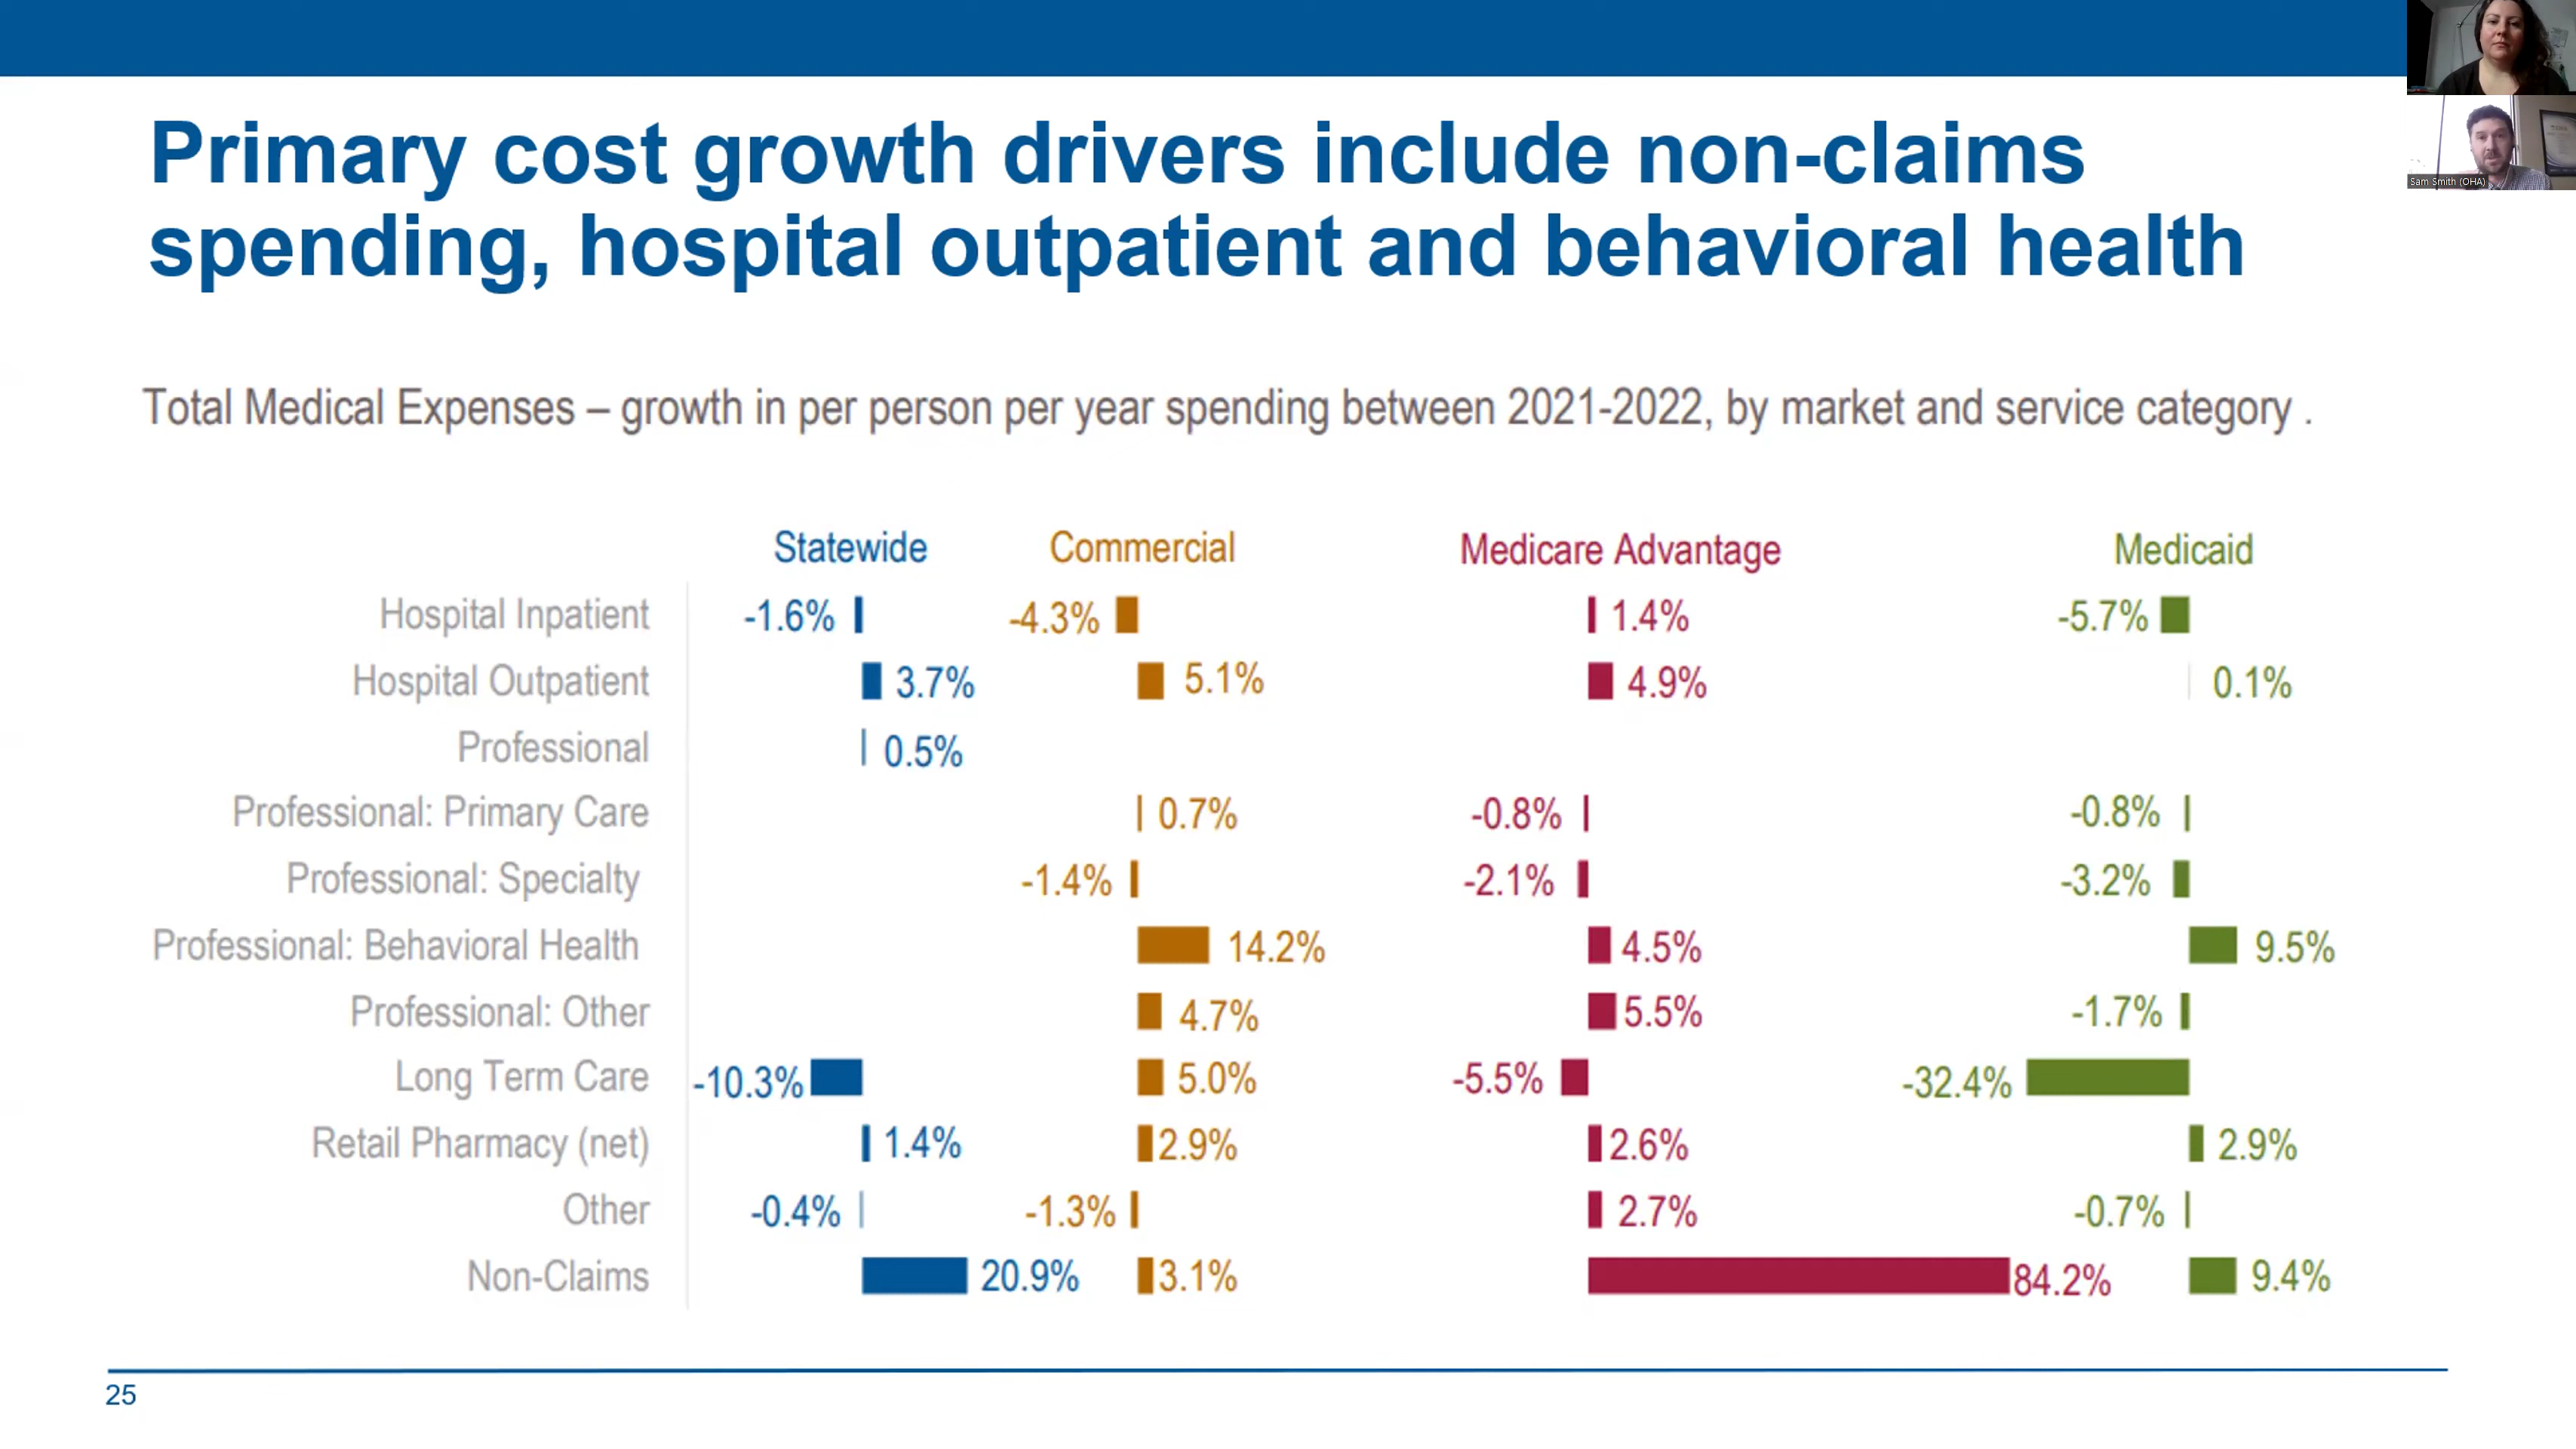 Sam Smith (OHA)
Primary cost growth drivers include non-claims
spending, hospital outpatient and behavioral health
Total Medical Expenses – growth in per person per year spending between 2021-2022, by market and service category .
Statewide Commercial Medicare Advantage Medicaid
Hospital Inpatient -1.6% -4.3% 1.4% -5.7%
Hospital Outpatient 3.7% 5.1% 4.9% 0.1%
Professional 0.5%
Professional: Primary Care 0.7% -0.8% -0.8%
Professional: Specialty -1.4% -2.1% -3.2%
Professional: Behavioral Health 14.2% 4.5% 9.5%
Professional: Other 4.7% 5.5% -1.7%
Long Term Care -10.3% 5.0% -5.5% -32.4%
Retail Pharmacy (net) 1.4% 2.9% 2.6% 2.9%
Other -0.4% -1.3% 2.7% -0.7%
Non-Claims 20.9% 3.1% 84.2% 9.4%
25